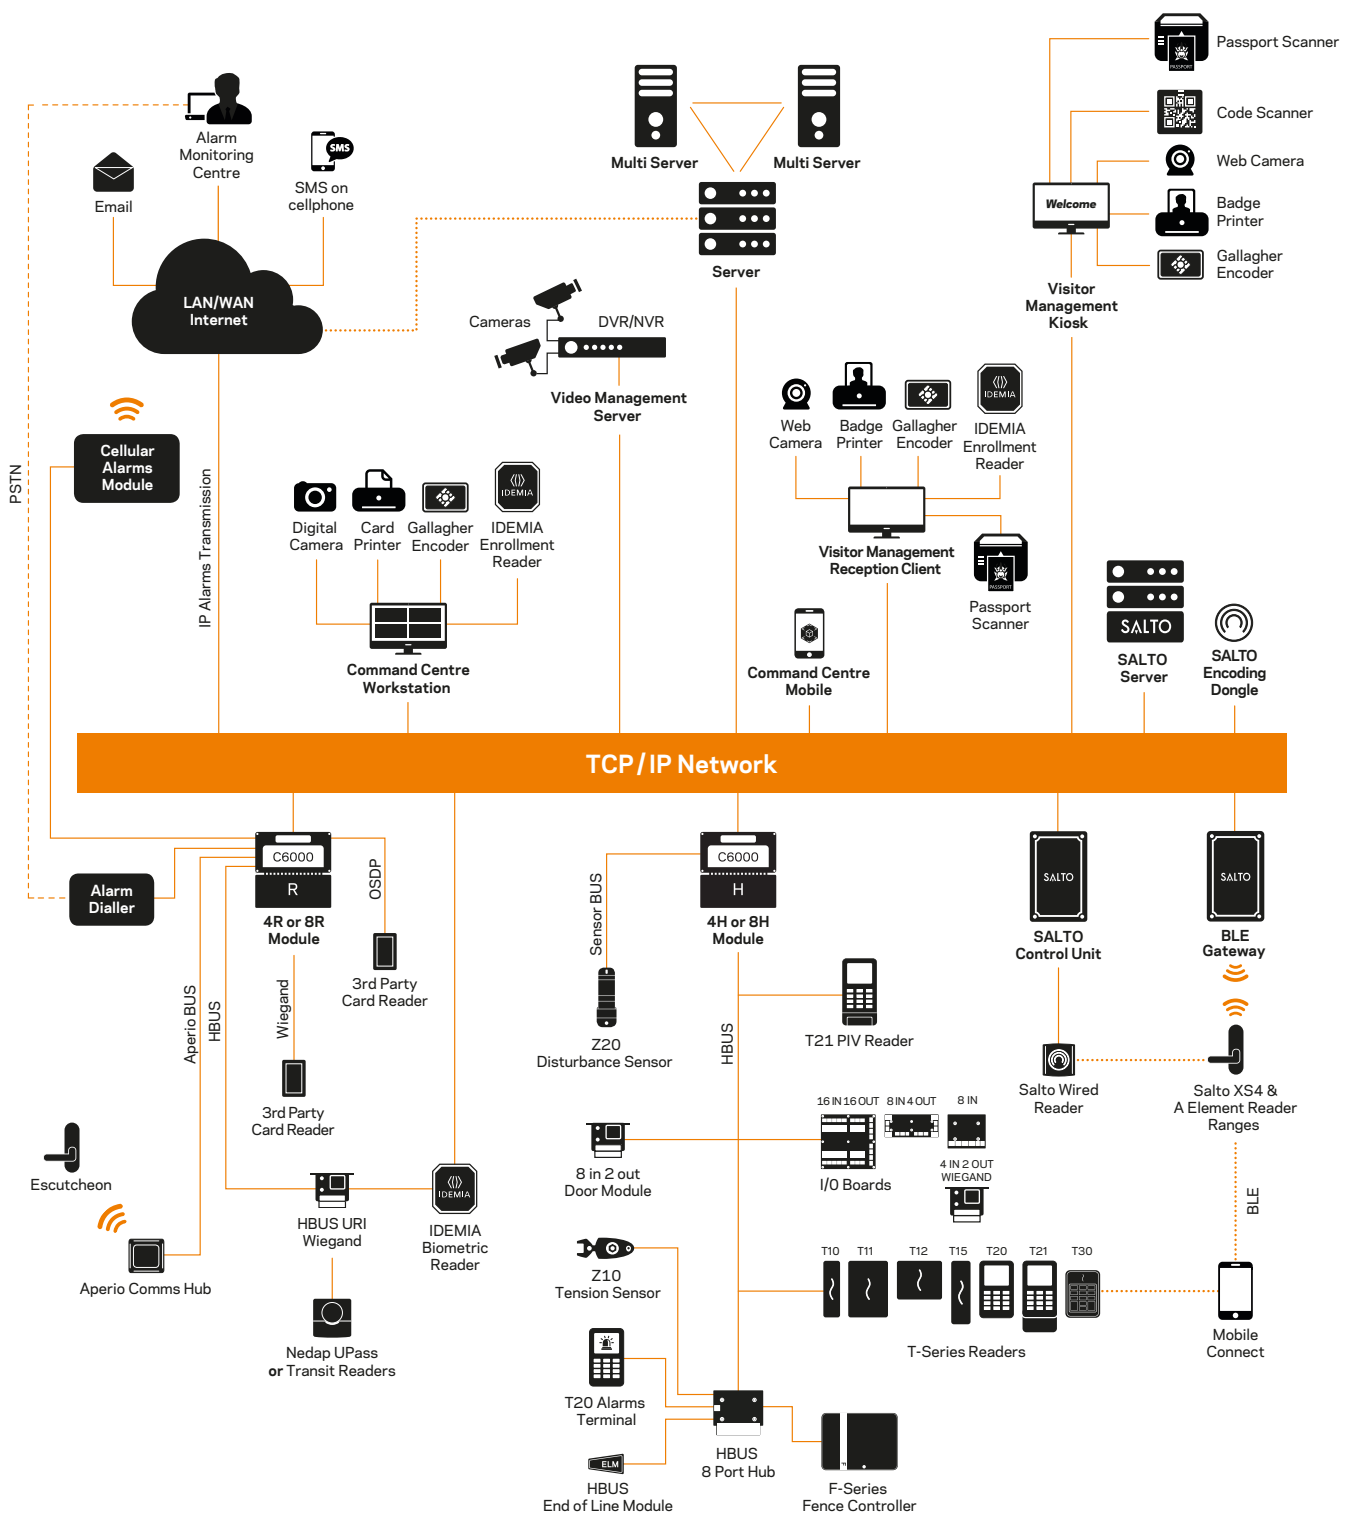 Passport Scanner
PASSPORT
Code Scanner
Web Camera
Welcome
Badge
Printer
Gallagher
Encoder
Visitor
Management
Kiosk
Multi Server
Multi Server
Server
Alarm
Monitoring
Centre
SMS
SMS on
cellphone
Email
LAN/WAN
Internet
Cameras
DVR/NVR
Video Management
Server
Web
Camera
Badge
Printer
Gallagher
Encoder
IDEMIA
IDEMIA
Enrollment
Reader
Visitor Management
Reception Client
PASSPORT
Passport
Scanner
Cellular
Alarms
Module
PSTN
IP Alarms Transmission
Digital
Camera
Card
Printer
Gallagher
Encoder
IDEMIA
IDEMIA
Enrollment
Reader
Command Centre
Workstation
Command Centre
Mobile
SALTO
SALTO
Server
SALTO
Encoding
Dongle
TCP/IP Network
C6000
R
4R or 8R
Module
Alarm
Dialler
OSDP
3rd Party
Card Reader
Wiegand
3rd Party
Card Reader
Aperio BUS
HBUS
Escutcheon
Aperio Comms Hub
HBUS URI
Wiegand
IDEMIA
IDEMIA
Biometric
Reader
Nedap UPass
or Transit Readers
C6000
H
4H or 8H
Module
Sensor BUS
Z20
Disturbance Sensor
HBUS
T21 PIV Reader
8 in 2 out
Door Module
16 IN 16 OUT
8 IN 4 OUT
8 IN
I/O Boards
4 IN 2 OUT
WIEGAND
Z10
Tension Sensor
T10
T11
T12
T15
T20
T21
T30
T-Series Readers
T20 Alarms
Terminal
ELM
HBUS
End of Line Module
HBUS
8 Port Hub
F
F-Series
Fence Controller
SALTO
SALTO
Control Unit
SALTO
BLE
Gateway
Salto Wired
Reader
Salto XS4 &
A Element Reader
Ranges
BLE
Mobile
Connect